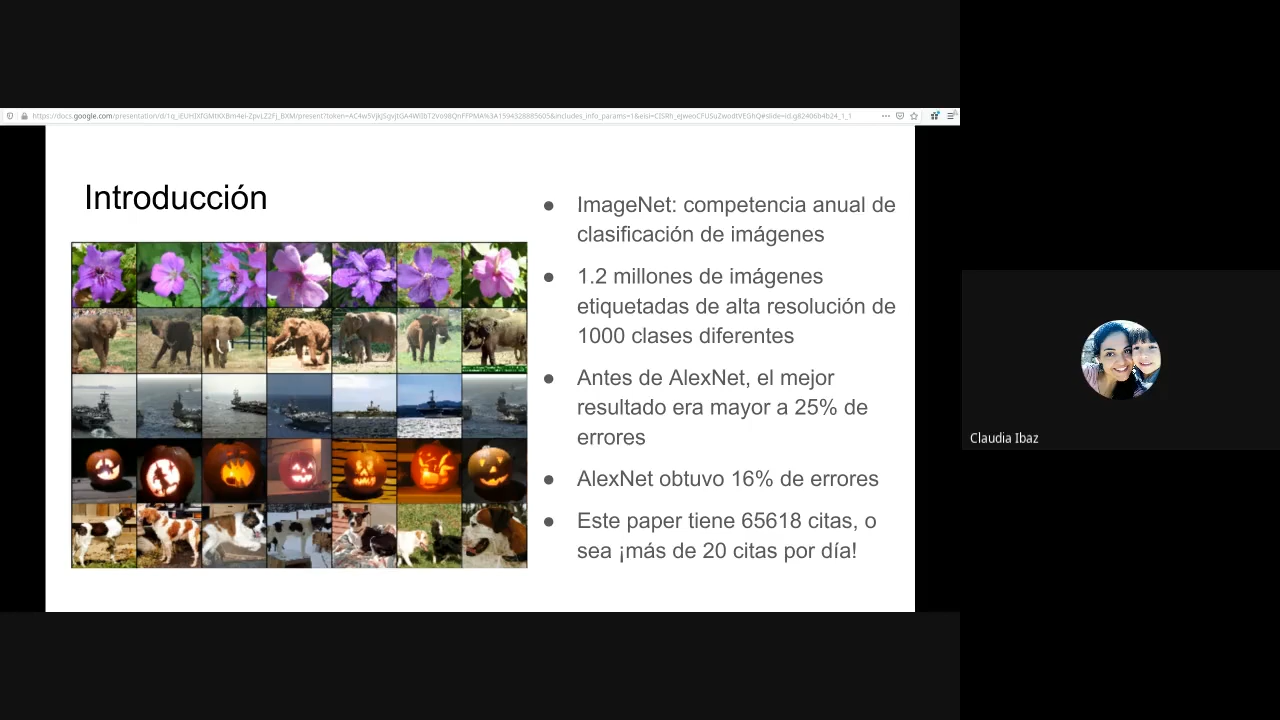 Introducción
● ImageNet: competencia anual de
clasificación de imágenes
● 1.2 millones de imágenes
etiquetadas de alta resolución de
1000 clases diferentes
● Antes de AlexNet, el mejor
resultado era mayor a 25% de
errores
● AlexNet obtuvo 16% de errores
● Este paper tiene 65618 citas, o
sea ¡más de 20 citas por día!
Claudia Ibaz